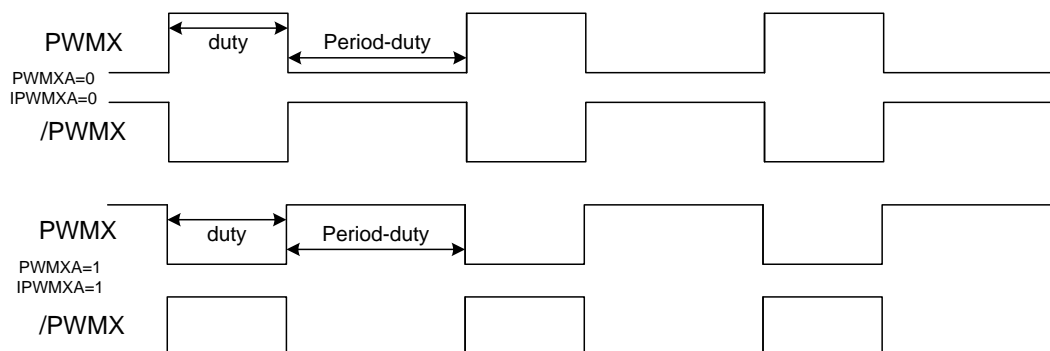 PWMX
duty
Period-duty
PWMXA=0
IPWMXA=0
/PWMX
PWMX
duty
Period-duty
PWMXA=1
IPWMXA=1
/PWMX